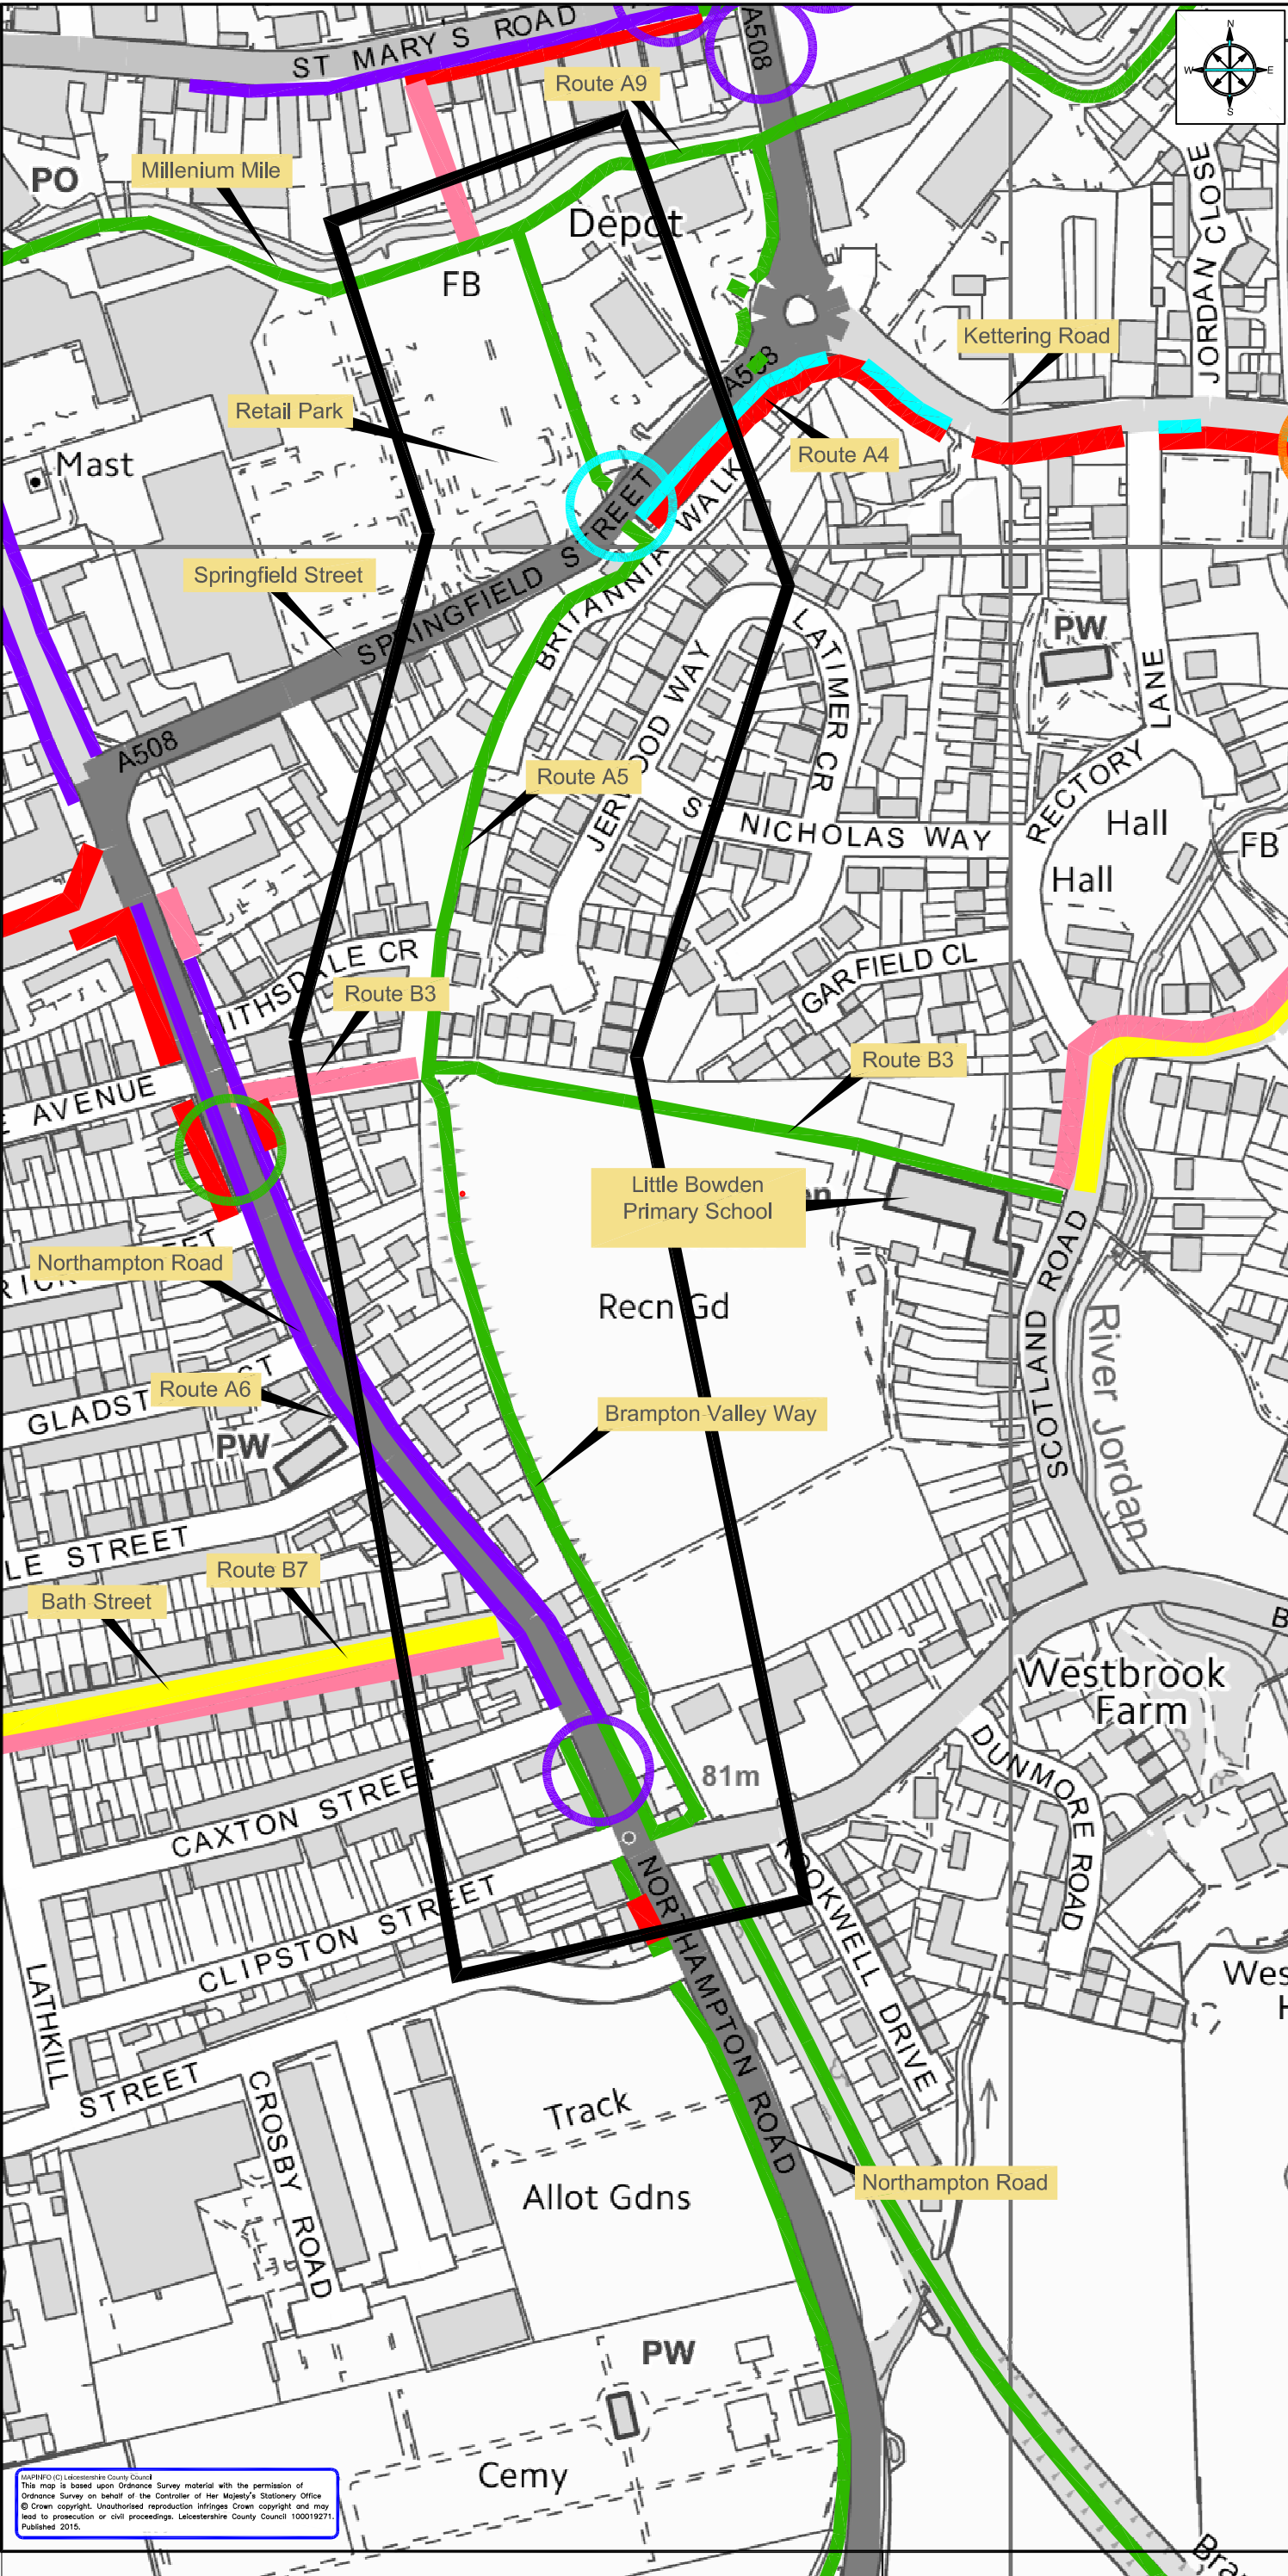 ST MARY'S ROAD
A508
N
W E
S
Route A9
PO
Millenium Mile
Depot
FB
JORDAN CLOSE
Kettering Road
Retail Park
Mast
A508
Route A4
Springfield Street
SPRINGFIELD STREET
BRITANNIA WALK
PW
LATIMER CR
RECTORY LANE
A508
Route A5
JERWOOD WAY
ST NICHOLAS WAY
Hall
Hall
FB
ITHSDALE CR
GARFIELD CL
Route B3
Route B3
E AVENUE
Little Bowden
Primary School
Northampton Road
Recn Gd
SCOTLAND ROAD
River Jordan
GLADST
ST
Route A6
PW
Brampton Valley Way
LE STREET
Route B7
Bath Street
Westbrook
Farm
DUNMORE ROAD
81m
CAXTON STREET
CLIPSTON STREET
ROOKWELL DRIVE
NORTHAMPTON ROAD
LATHKILL
STREET
CROSBY ROAD
Wes
H
Track
Allot Gdns
Northampton Road
PW
Cemy
Bra
MAPINFO (C) Leicestershire County Council
This map is based upon Ordnance Survey material with the permission of
Ordnance Survey on behalf of the Controller of Her Majesty's Stationery Office
© Crown copyright. Unauthorised reproduction infringes Crown copyright and may
lead to prosecution or civil proceedings. Leicestershire County Council 100019271.
Published 2015.